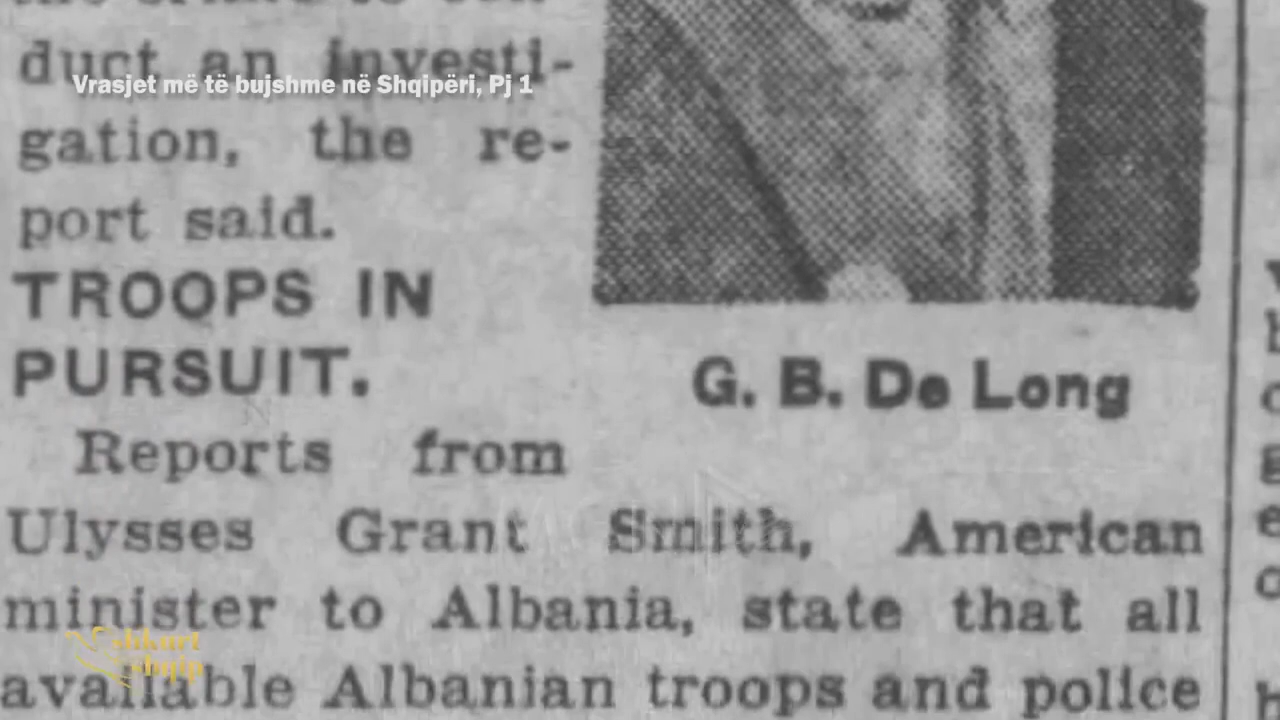 duct an investi-
Vrasjet më të bujshme në Shqipëri, Pj 1
gation, the re-
port said.
TROOPS IN
PURSUIT.
G. B. De Long
Reports from
Ulysses Grant Smith, American
minister to Albania, state that all
shkurt
shqip
available Albanian troops and police